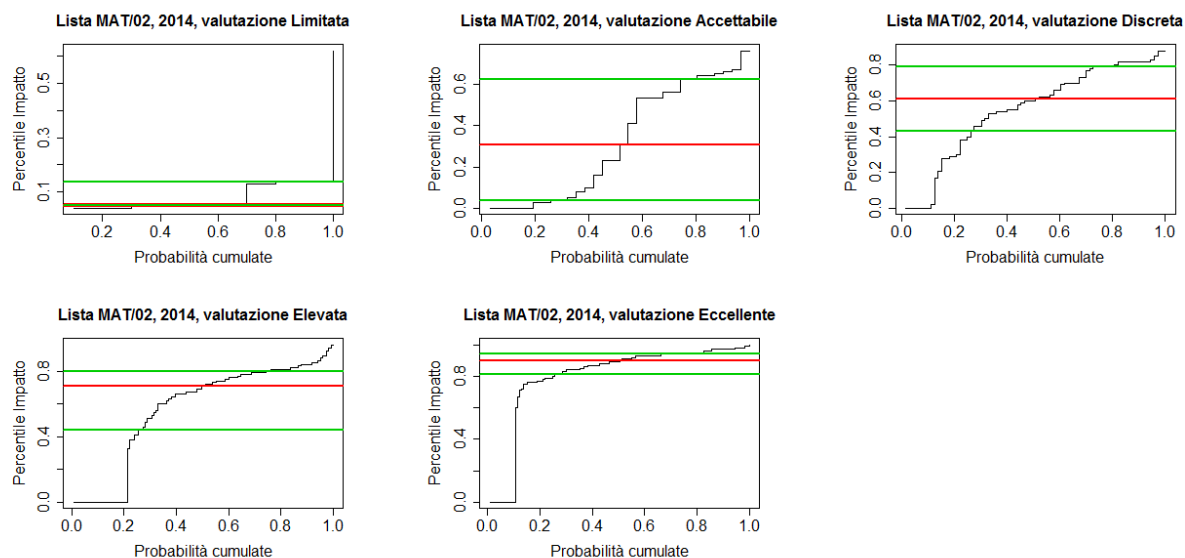 Lista MAT/02, 2014, valutazione Limitata
Percentile Impatto
0.1 0.3 0.5
0.2 0.4 0.6 0.8 1.0
Probabilità cumulate
Lista MAT/02, 2014, valutazione Accettabile
Percentile Impatto
0.0 0.2 0.4 0.6
0.0 0.2 0.4 0.6 0.8 1.0
Probabilità cumulate
Lista MAT/02, 2014, valutazione Discreta
Percentile Impatto
0.0 0.2 0.4 0.6 0.8
0.0 0.2 0.4 0.6 0.8 1.0
Probabilità cumulate
Lista MAT/02, 2014, valutazione Elevata
Percentile Impatto
0.0 0.4 0.8
0.0 0.2 0.4 0.6 0.8 1.0
Probabilità cumulate
Lista MAT/02, 2014, valutazione Eccellente
Percentile Impatto
0.0 0.4 0.8
0.0 0.2 0.4 0.6 0.8 1.0
Probabilità cumulate